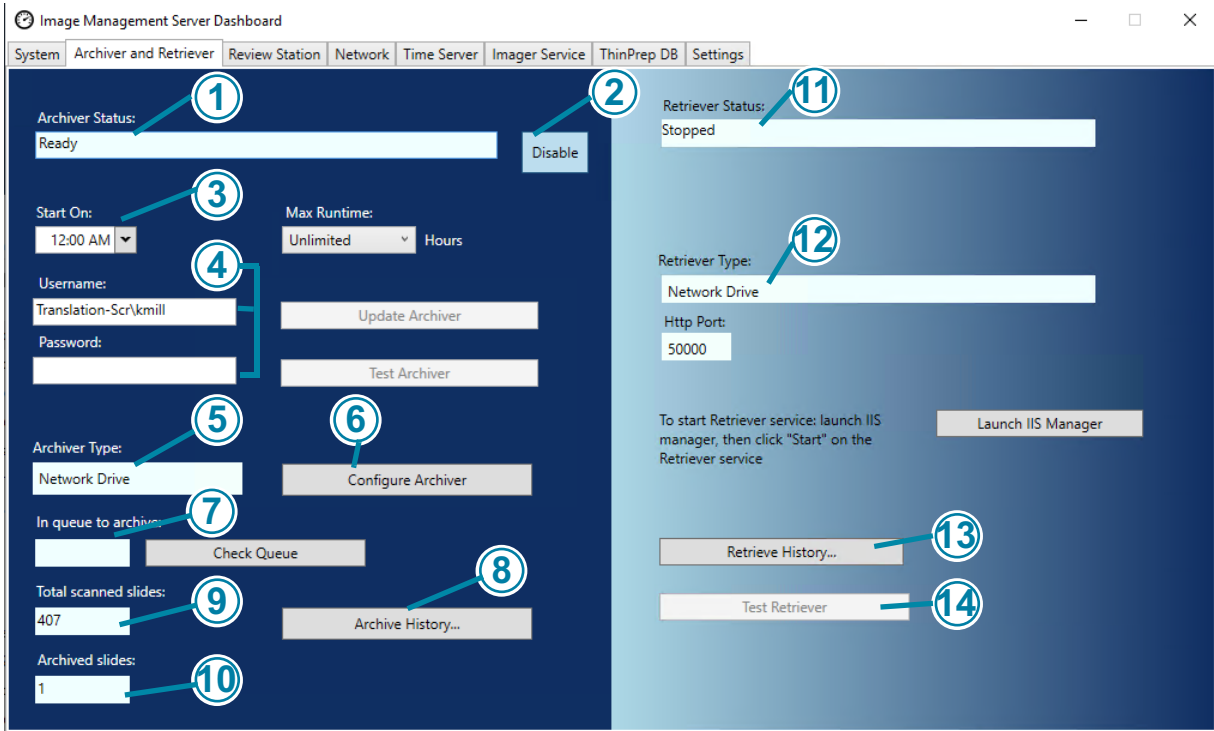 Image Management Server Dashboard
System Archiver and Retriever Review Station Network Time Server Imager Service ThinPrep DB Settings
1
2
Archiver Status:
Ready
Disable
3
Start On:
12:00 AM
Max Runtime:
Unlimited
Hours
4
Username:
Translation-Scr\kmill
Update Archiver
Password:
Test Archiver
5
6
Archiver Type:
Network Drive
Configure Archiver
7
In queue to archive:
Check Queue
8
Total scanned slides:
9
407
Archive History...
Archived slides:
10
1
11
Retriever Status:
Stopped
12
Retriever Type:
Network Drive
Http Port:
50000
To start Retriever service: launch IIS
manager, then click "Start" on the
Retriever service
Launch IIS Manager
13
Retrieve History...
14
Test Retriever